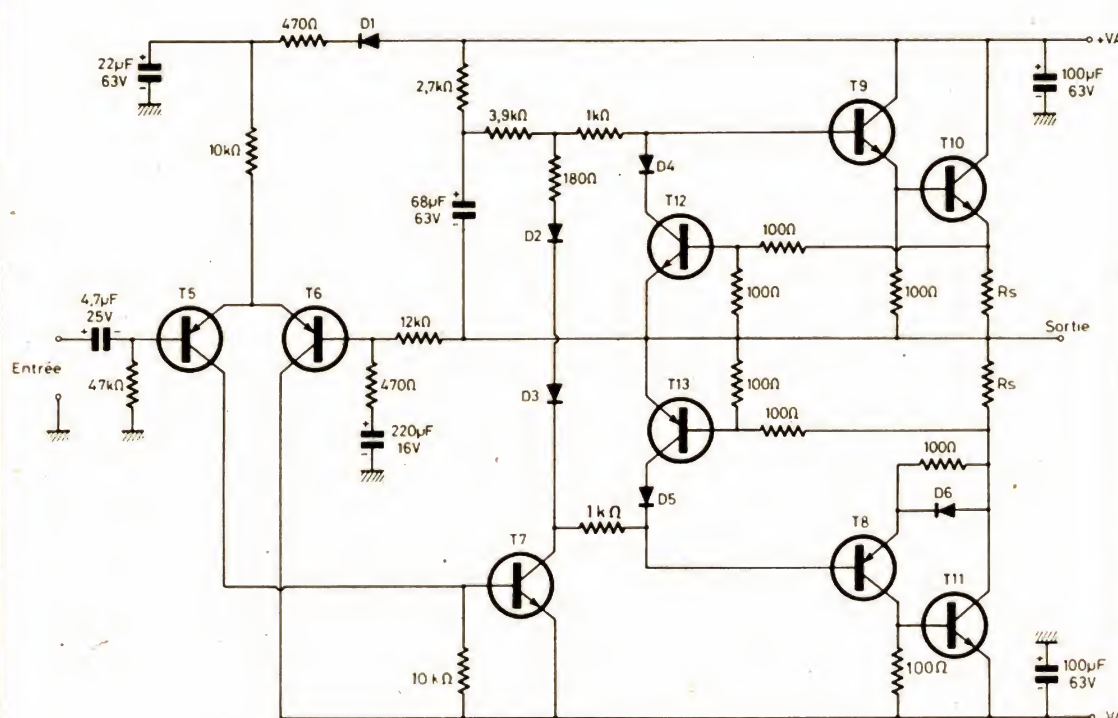 470Ω
D1
+VA
22µF
63V
2,7kΩ
100µF
63V
3,9kΩ
1kΩ
T9
10kΩ
180Ω
D4
T10
68µF
63V
T12
D2
100Ω
100Ω
100Ω
Rs
4,7µF
25V
T5
T6
12kΩ
Sortie
Entrée
47kΩ
470Ω
D3
T13
100Ω
Rs
100Ω
220µF
16V
100Ω
D5
D6
1kΩ
T8
T7
T11
10kΩ
100Ω
100µF
63V